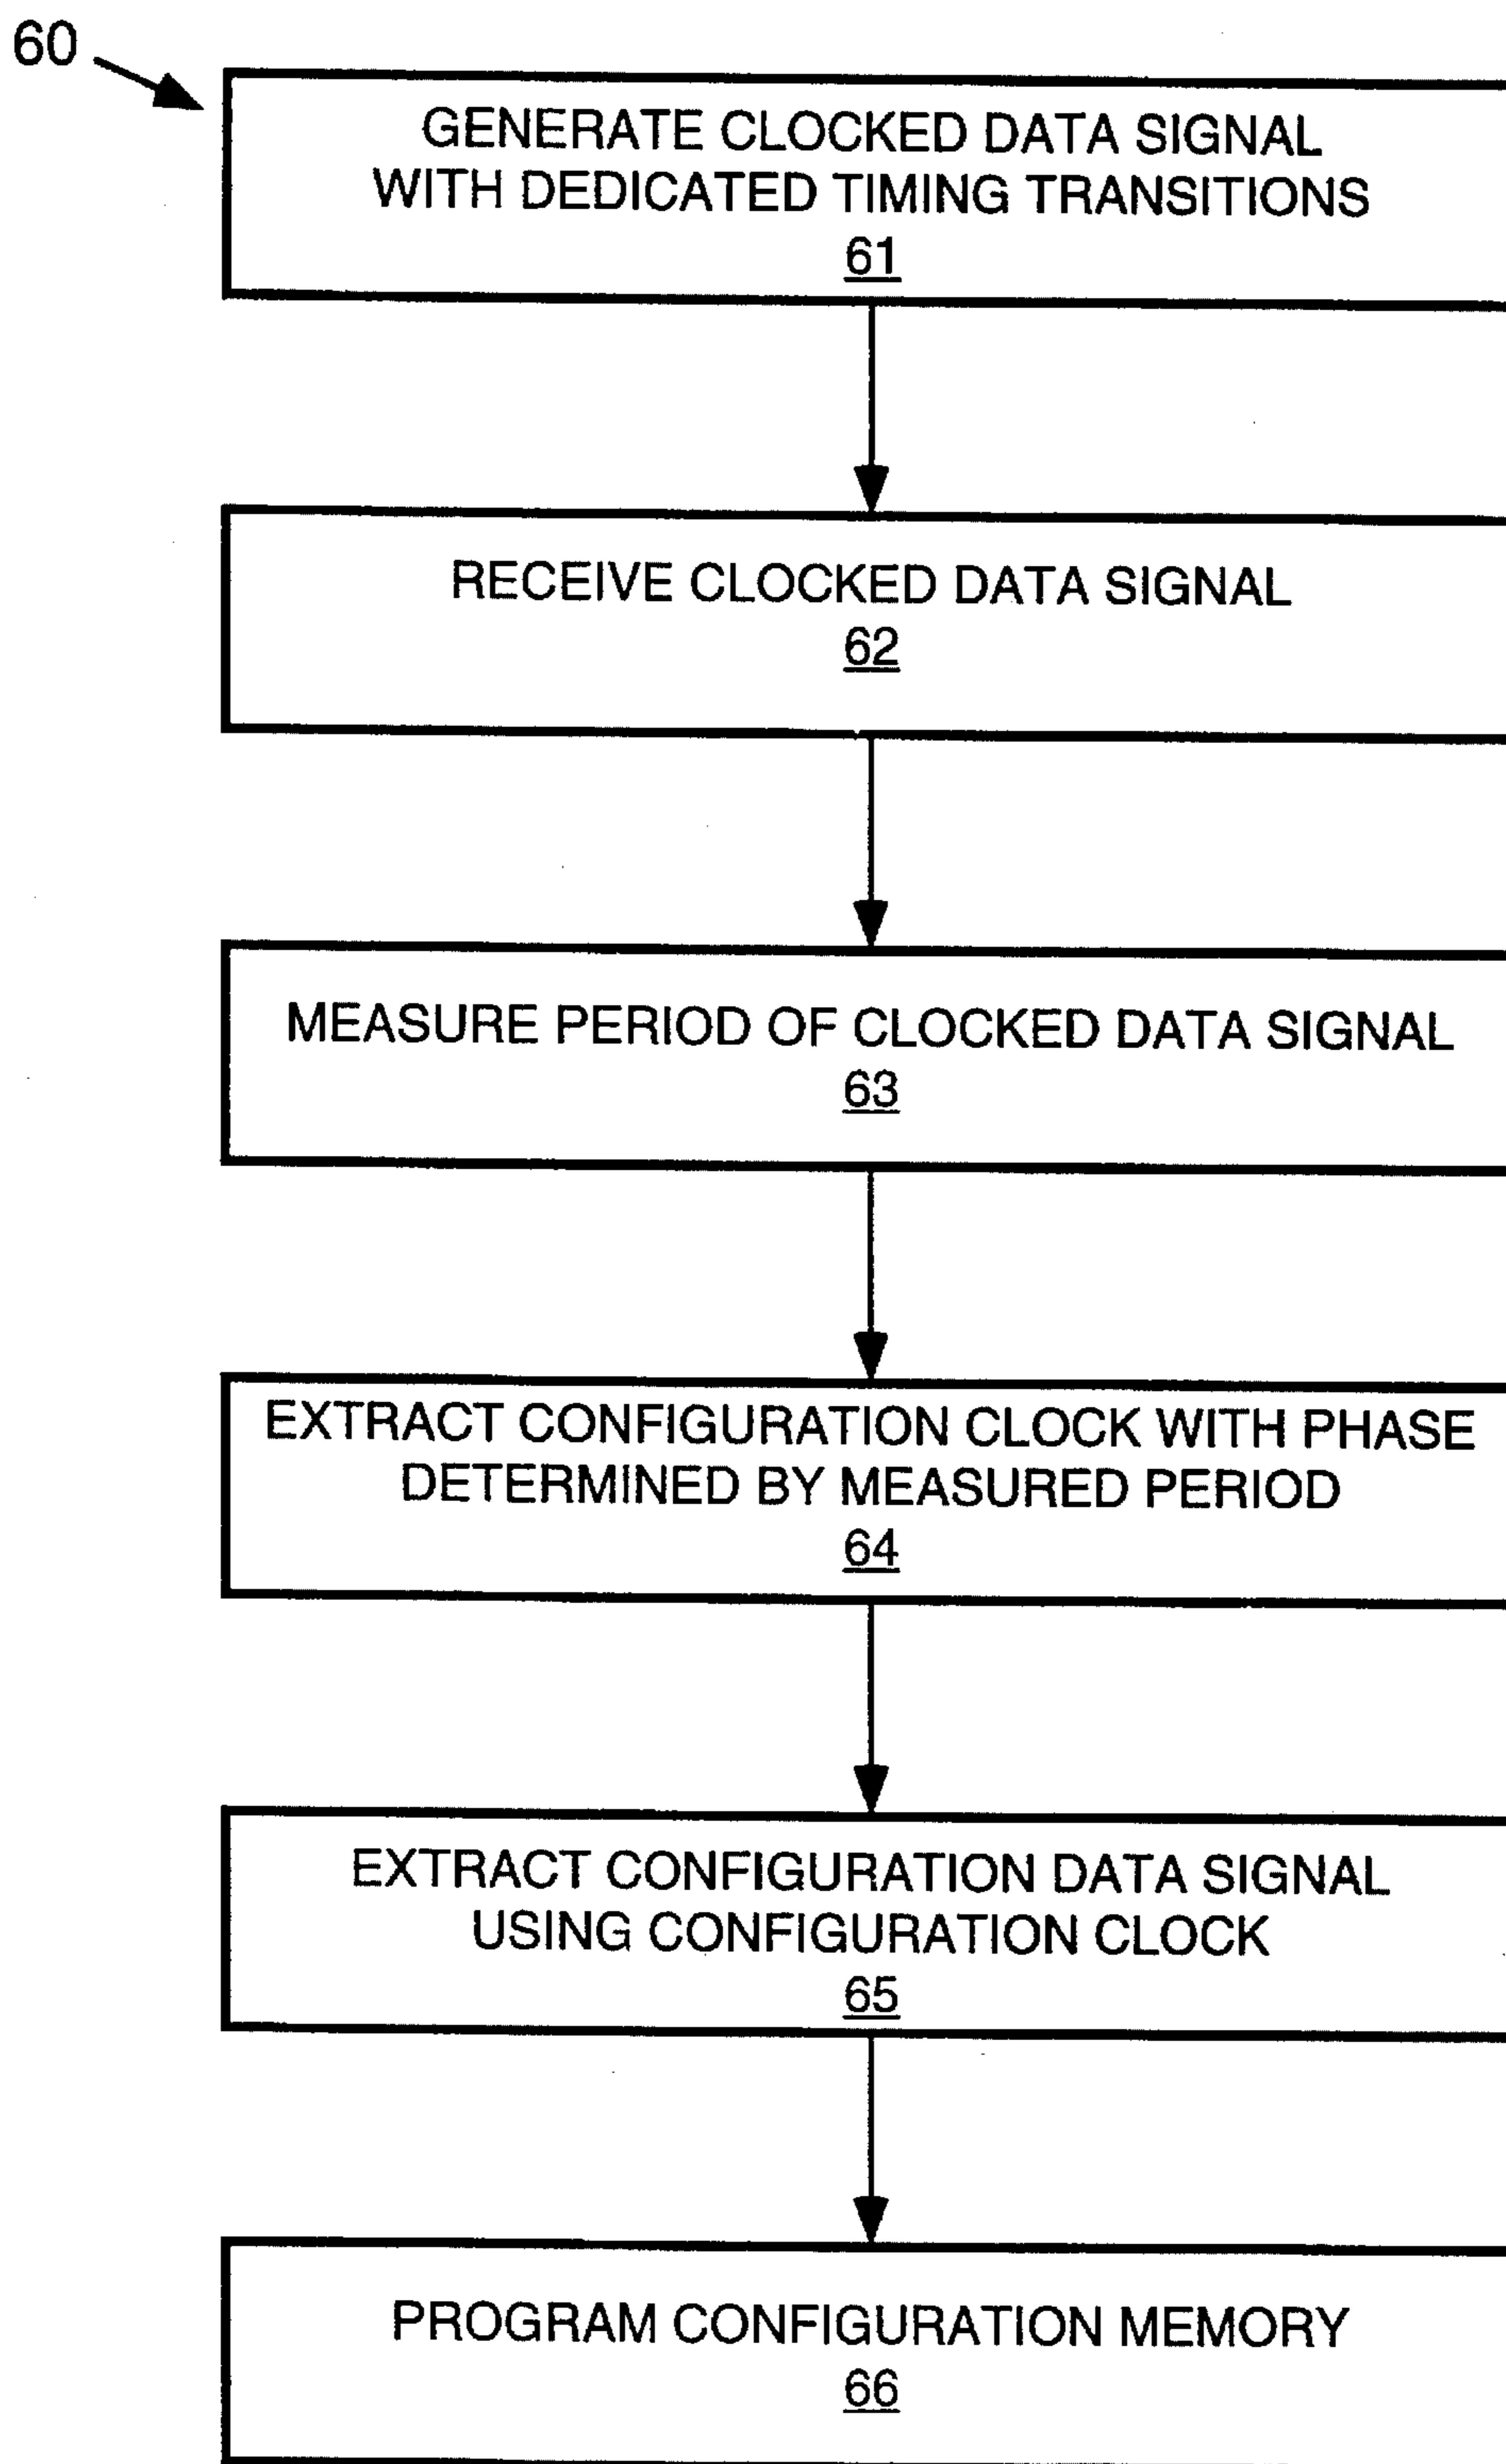 60
GENERATE CLOCKED DATA SIGNAL
WITH DEDICATED TIMING TRANSITIONS
61
RECEIVE CLOCKED DATA SIGNAL
62
MEASURE PERIOD OF CLOCKED DATA SIGNAL
63
EXTRACT CONFIGURATION CLOCK WITH PHASE
DETERMINED BY MEASURED PERIOD
64
EXTRACT CONFIGURATION DATA SIGNAL
USING CONFIGURATION CLOCK
65
PROGRAM CONFIGURATION MEMORY
66